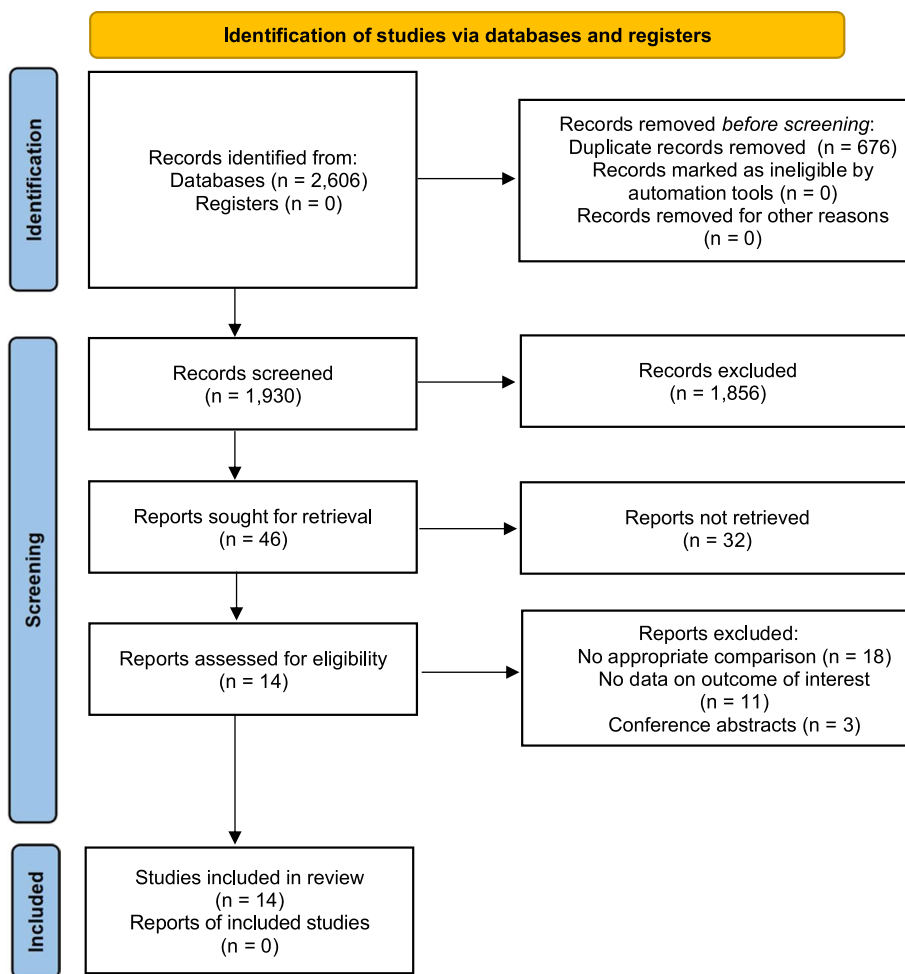 Identification of studies via databases and registers
Identification
Records identified from:
Databases (n = 2,606)
Registers (n = 0)
Records removed before screening:
Duplicate records removed (n = 676)
Records marked as ineligible by
automation tools (n = 0)
Records removed for other reasons
(n = 0)
Screening
Records screened
(n = 1,930)
Records excluded
(n = 1,856)
Reports sought for retrieval
(n = 46)
Reports not retrieved
(n = 32)
Reports assessed for eligibility
(n = 14)
Reports excluded:
No appropriate comparison (n = 18)
No data on outcome of interest
(n = 11)
Conference abstracts (n = 3)
Included
Studies included in review
(n = 14)
Reports of included studies
(n = 0)